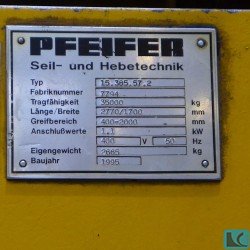 PFEIFER
Seil- und Hebetechnik
Typ 15.385.57.2
Fabriknummer 7794
Tragfähigkeit 35000 kg
Länge/Breite 2770/1700 mm
Greifbereich 400-2000 mm
Anschlußwerte 1.1 kW
400 V 50 Hz
Eigengewicht 2665 kg
Baujahr 1995